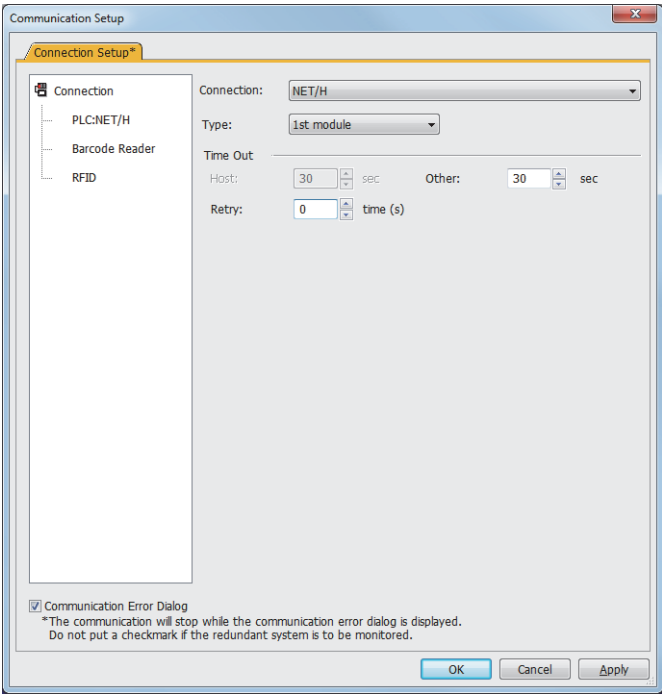 Communication Setup
Connection Setup*
Connection
PLC:NET/H
Barcode Reader
RFID
Connection: NET/H
Type: 1st module
Time Out
Host: 30 sec Other: 30 sec
Retry: 0 time (s)
Communication Error Dialog
*The communication will stop while the communication error dialog is displayed.
Do not put a checkmark if the redundant system is to be monitored.
OK Cancel Apply